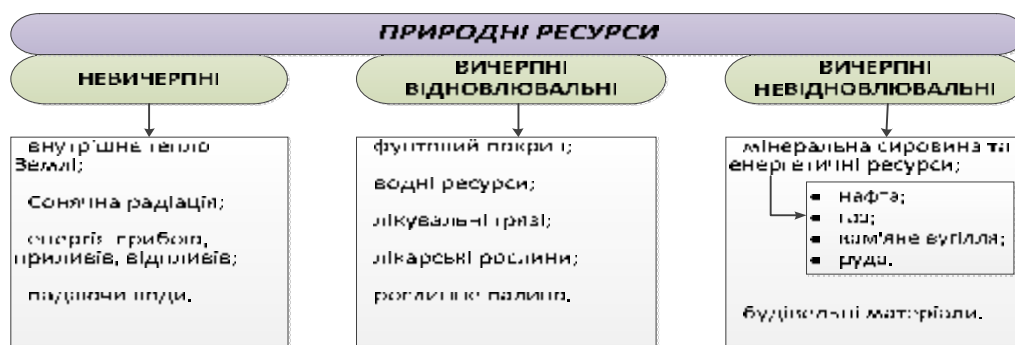 ПРИРОДНІ РЕСУРСИ
НЕВИЧЕРПНІ
внутрішнє тепло
Землі;
Сонячна радіація;
енергія прибою,
приливів, відпливів;
падаючи води.
ВИЧЕРПНІ
ВІДНОВЛЮВАЛЬНІ
ґрунтовий покрив;
водні ресурси;
лікувальні грязі;
лікарські рослини;
рослинне паливо.
ВИЧЕРПНІ
НЕВІДНОВЛЮВАЛЬНІ
мінеральна сировина та
енергетичні ресурси;
нафта;
газ;
кам'яне вугілля;
руда.
будівельні матеріали.